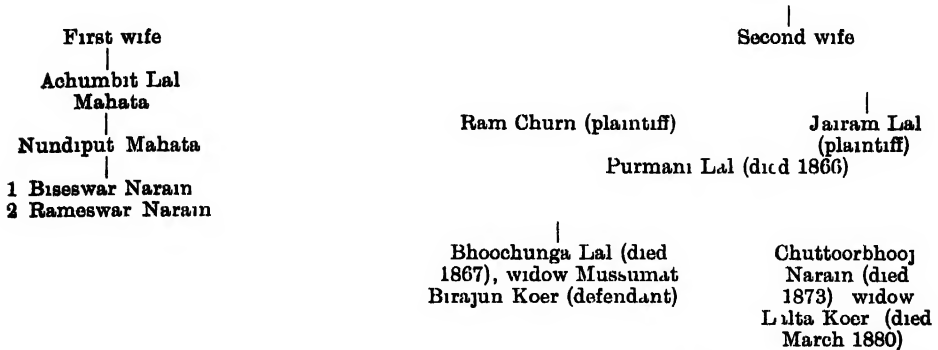 First wife
Achumbit Lal
Mahata
Nundiput Mahata
1 Biseswar Narain
2 Rameswar Narain
Second wife
Ram Churn (plaintiff)
Jairam Lal
(plaintiff)
Purmani Lal (died 1866)
Bhoochunga Lal (died
1867), widow Mussumat
Birajun Koer (defendant)
Chuttoorbhooj
Narain (died
1873) widow
Lalta Koer (died
March 1880)